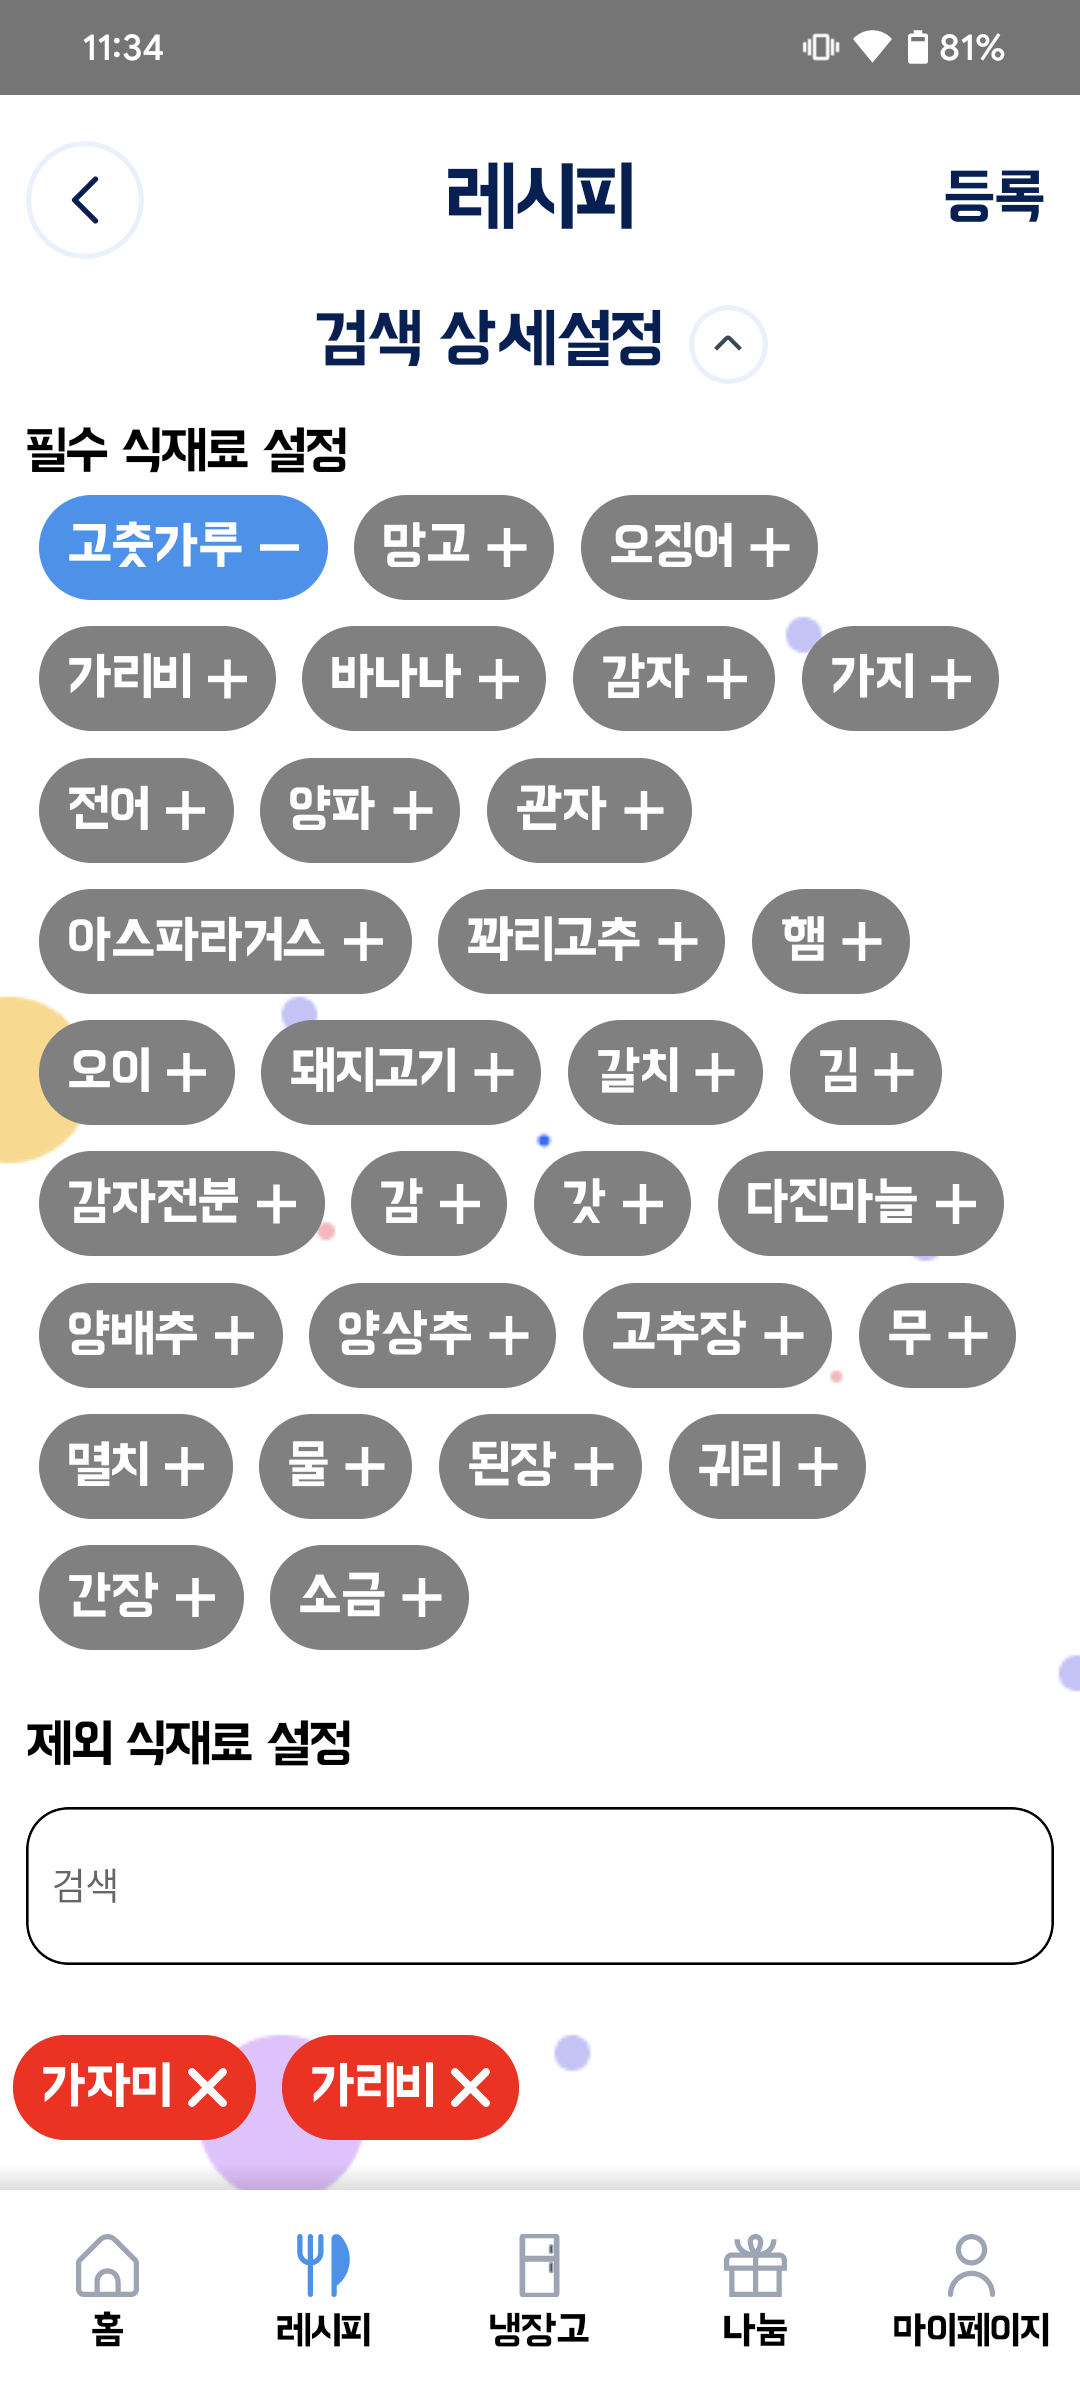 11:34 81%
레시피 등록
검색 상세설정
필수 식재료 설정
고춧가루 망고 오징어
가리비 바나나 감자 가지
전어 양파 관자
아스파라거스 꽈리고추 햄
오이 돼지고기 갈치 김
감자전분 감 갓 다진마늘
양배추 양상추 고추장 무
멸치 물 된장 귀리
간장 소금
제외 식재료 설정
검색
가자미 가리비
홈 레시피 냉장고 나눔 마이페이지